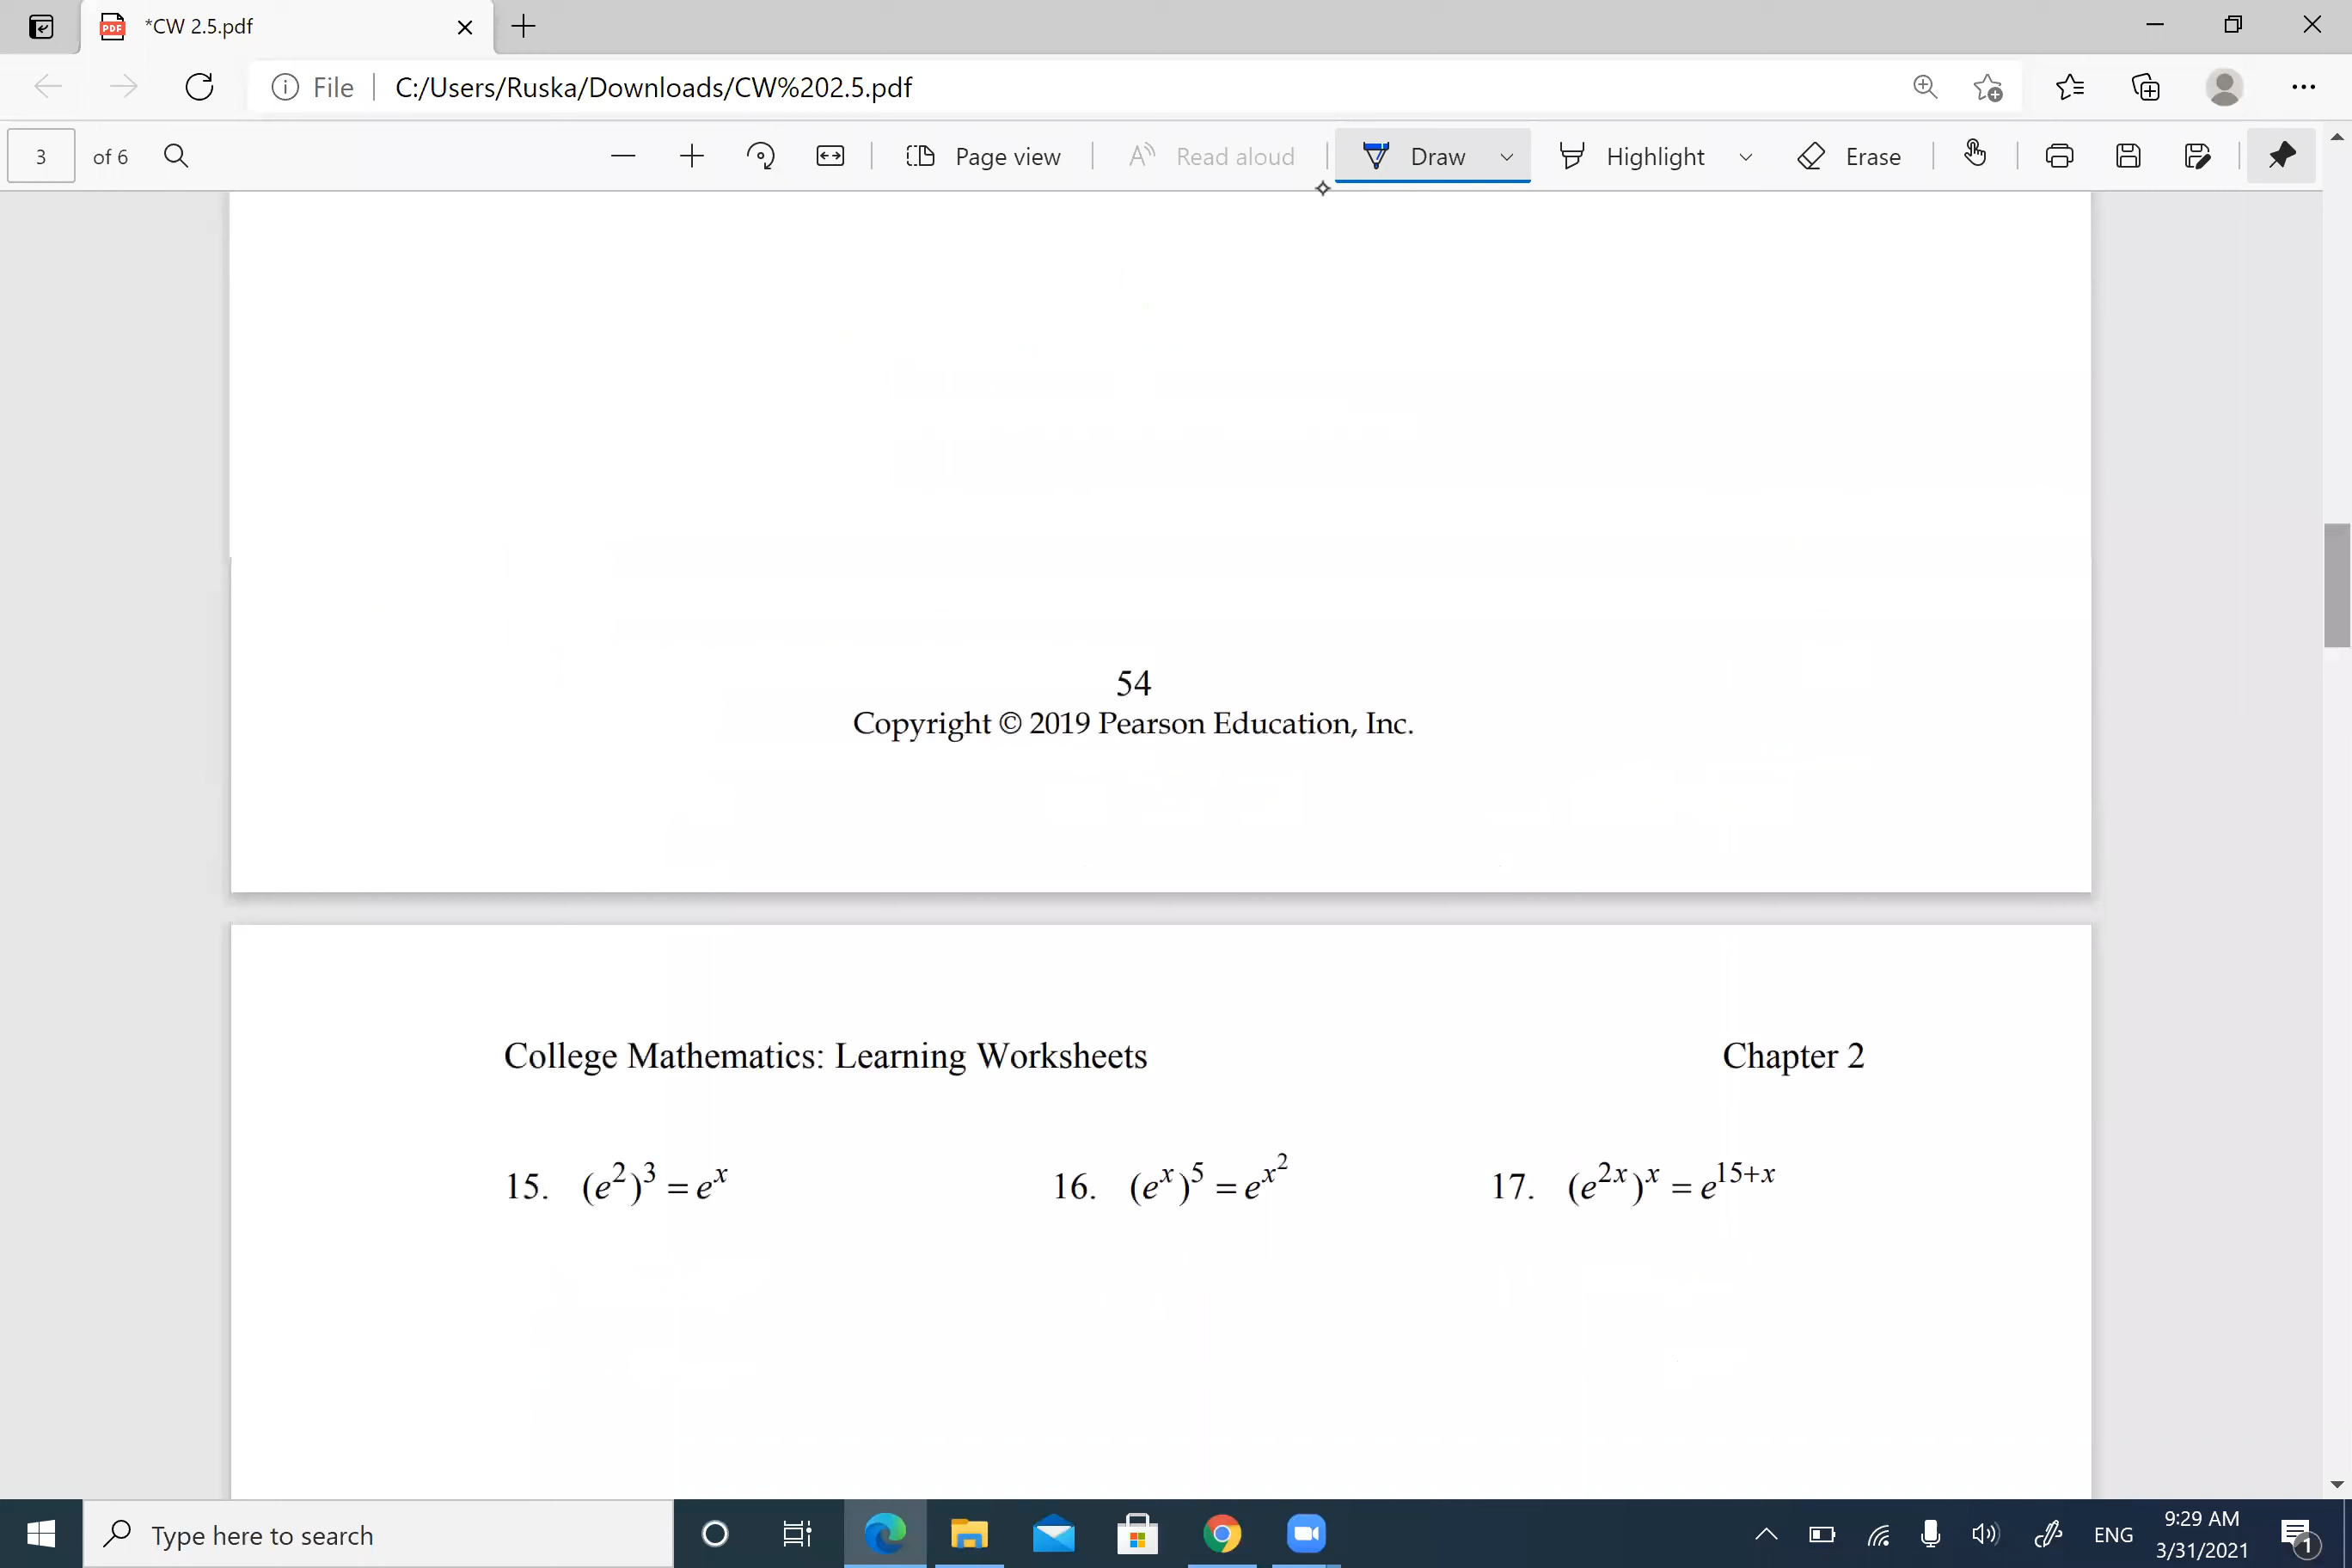 *CW 2.5.pdf
File | C:/Users/Ruska/Downloads/CW%202.5.pdf
3 of 6 Page view Read aloud Draw Highlight Erase
54
Copyright © 2019 Pearson Education, Inc.
College Mathematics: Learning Worksheets Chapter 2
15. (e²)³ = eˣ 16. (eˣ)⁵ = e^{x²} 17. (e²ˣ)ˣ = e¹⁵⁺ˣ
Type here to search ENG 9:29 AM
3/31/2021 1